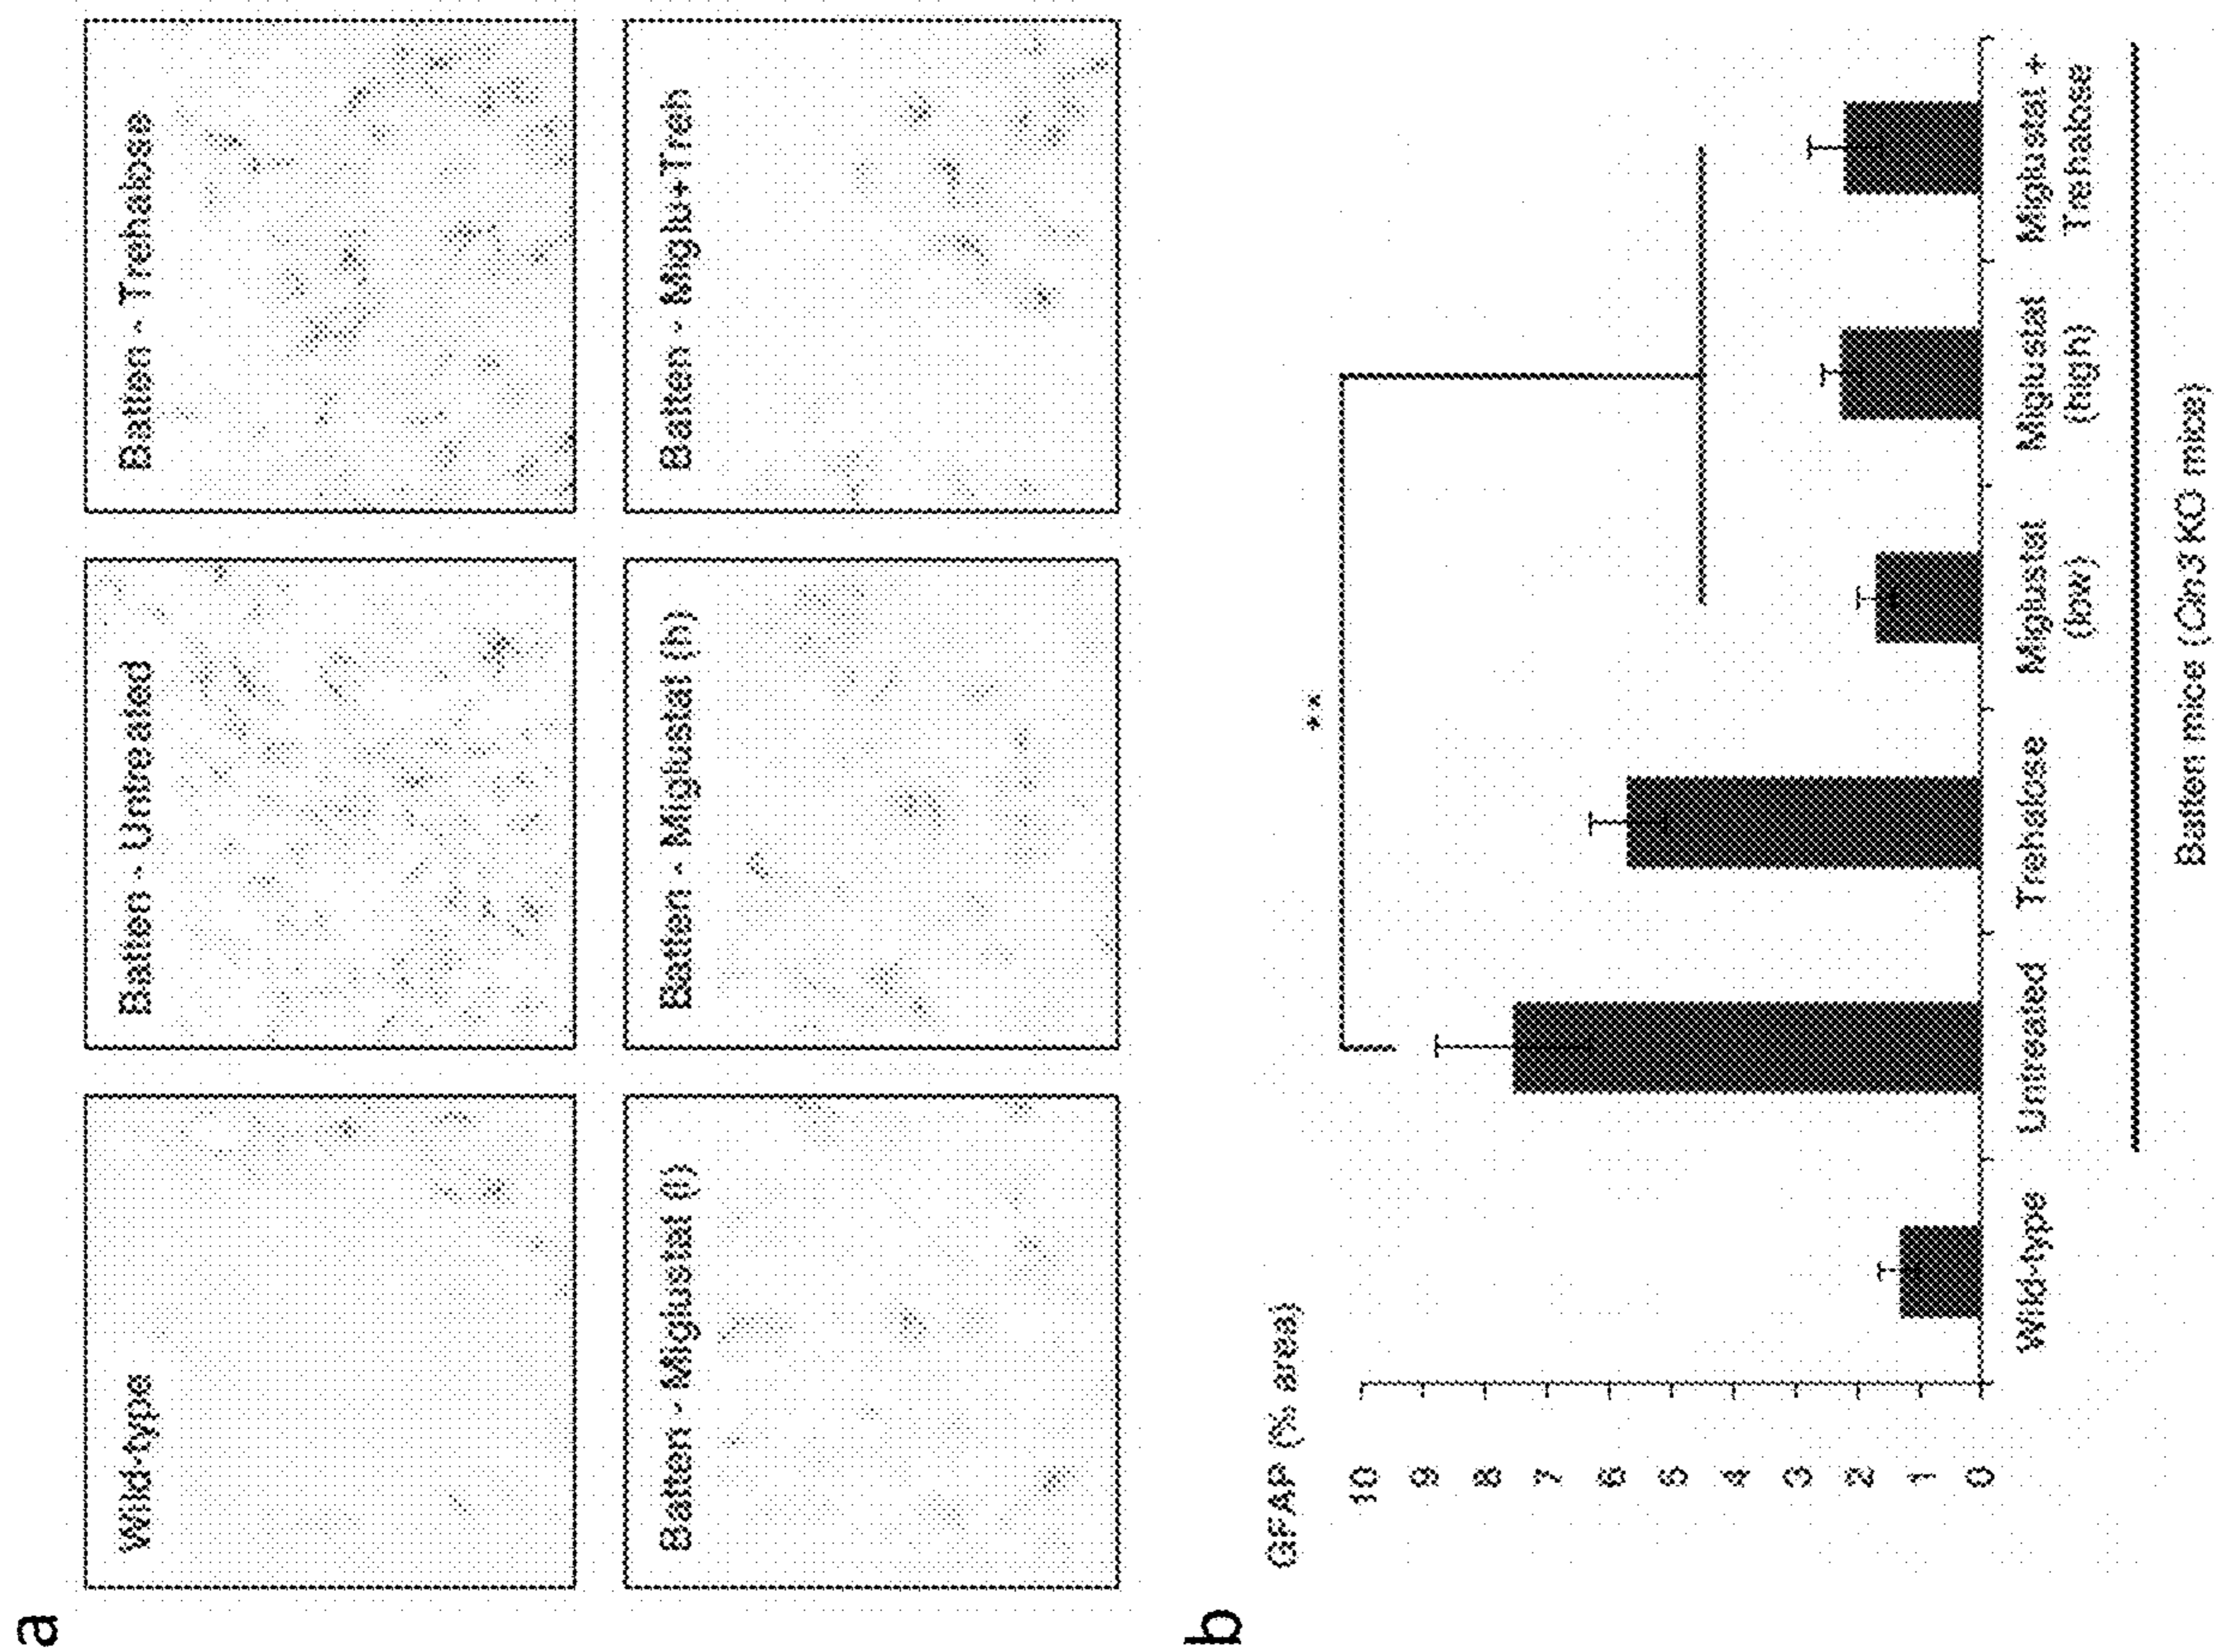 a
Wild-type
Batten - Untreated
Batten - Trehalose
Batten - Miglustat (l)
Batten - Miglustat (h)
Batten - Miglu+Treh
b
GFAP (% area)
10
9
8
7
6
5
4
3
2
1
0
**
Wild-type Untreated Trehalose Miglustat Miglustat Miglustat +
(low) (high) Trehalose
Batten mice (Cln3 KO mice)